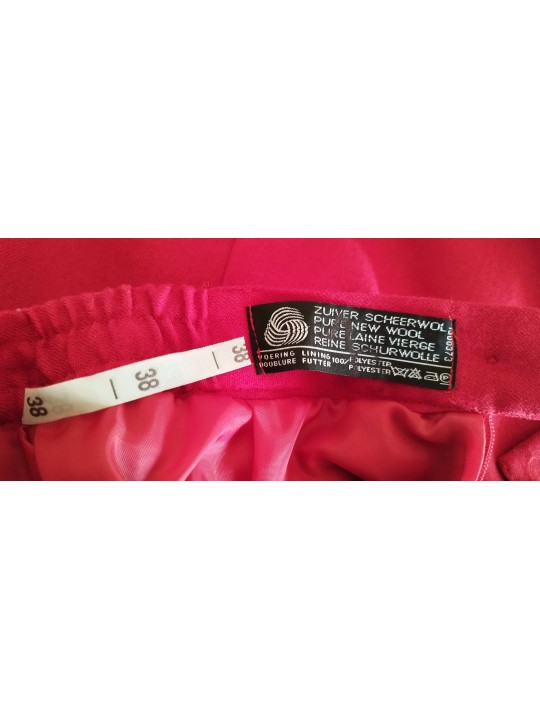 38 | 38 | 38
ZUIVER SCHEERWOL
PURE NEW WOOL
PURE LAINE VIERGE
REINE SCHURWOLLE
VOERING LINING 100% POLYESTER
DOUBLURE FUTTER POLYESTER